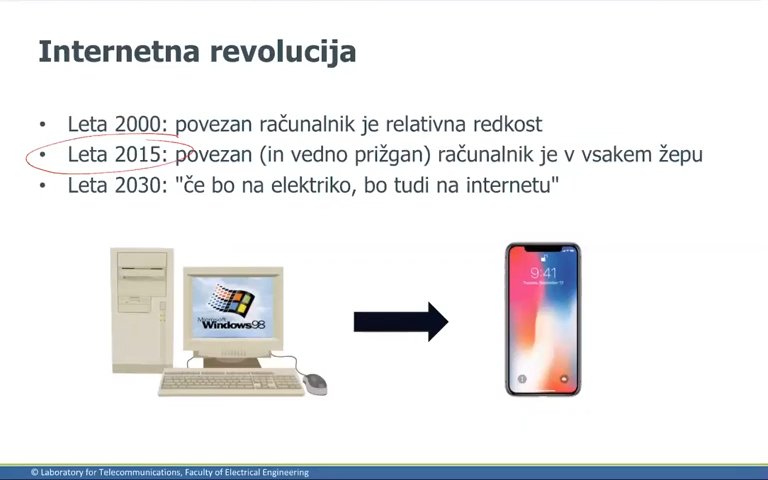 Internetna revolucija
• Leta 2000: povezan računalnik je relativna redkost
• Leta 2015: povezan (in vedno prižgan) računalnik je v vsakem žepu
• Leta 2030: "če bo na elektriko, bo tudi na internetu"
Microsoft
Windows98
9:41
© Laboratory for Telecommunications, Faculty of Electrical Engineering